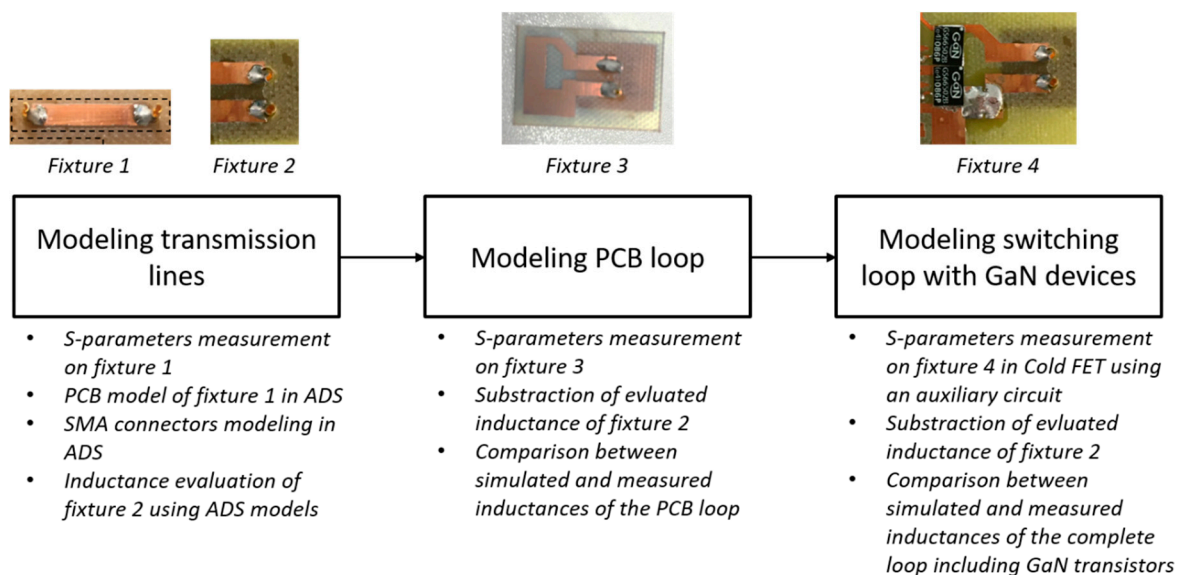 Fixture 1
Fixture 2
Fixture 3
GaN
GaN
Fixture 4
Modeling transmission
lines
Modeling PCB loop
Modeling switching
loop with GaN devices
• S-parameters measurement
on fixture 1
• PCB model of fixture 1 in ADS
• SMA connectors modeling in
ADS
• Inductance evaluation of
fixture 2 using ADS models
• S-parameters measurement
on fixture 3
• Substraction of evluated
inductance of fixture 2
• Comparison between
simulated and measured
inductances of the PCB loop
• S-parameters measurement
on fixture 4 in Cold FET using
an auxiliary circuit
• Substraction of evluated
inductance of fixture 2
• Comparison between
simulated and measured
inductances of the complete
loop including GaN transistors